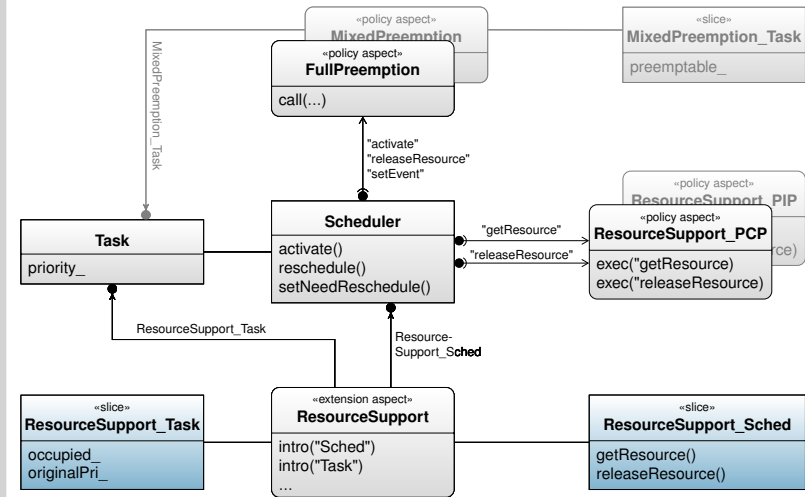 «policy aspect»
MixedPreemption
«slice»
MixedPreemption_Task
preemptable_
«policy aspect»
FullPreemption
call(...)
MixedPreemption_Task
"activate"
"releaseResource"
"setEvent"
«policy aspect»
ResourceSupport_PIP
rce)
Task
priority_
Scheduler
activate()
reschedule()
setNeedReschedule()
"getResource"
"releaseResource"
«policy aspect»
ResourceSupport_PCP
exec("getResource)
exec("releaseResource)
ResourceSupport_Task
Resource-
Support_Sched
«slice»
ResourceSupport_Task
occupied_
originalPri_
«extension aspect»
ResourceSupport
intro("Sched")
intro("Task")
...
«slice»
ResourceSupport_Sched
getResource()
releaseResource()